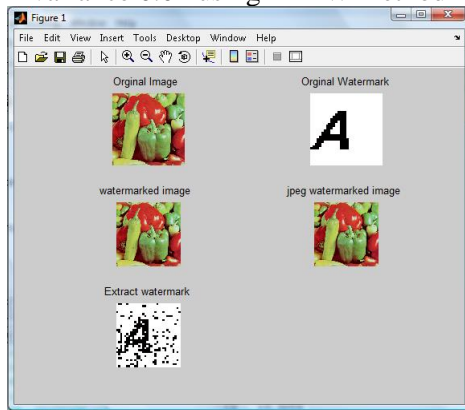 Figure 1
File Edit View Insert Tools Desktop Window Help
Orginal Image
Orginal Watermark
A
watermarked image
jpeg watermarked image
Extract watermark
A